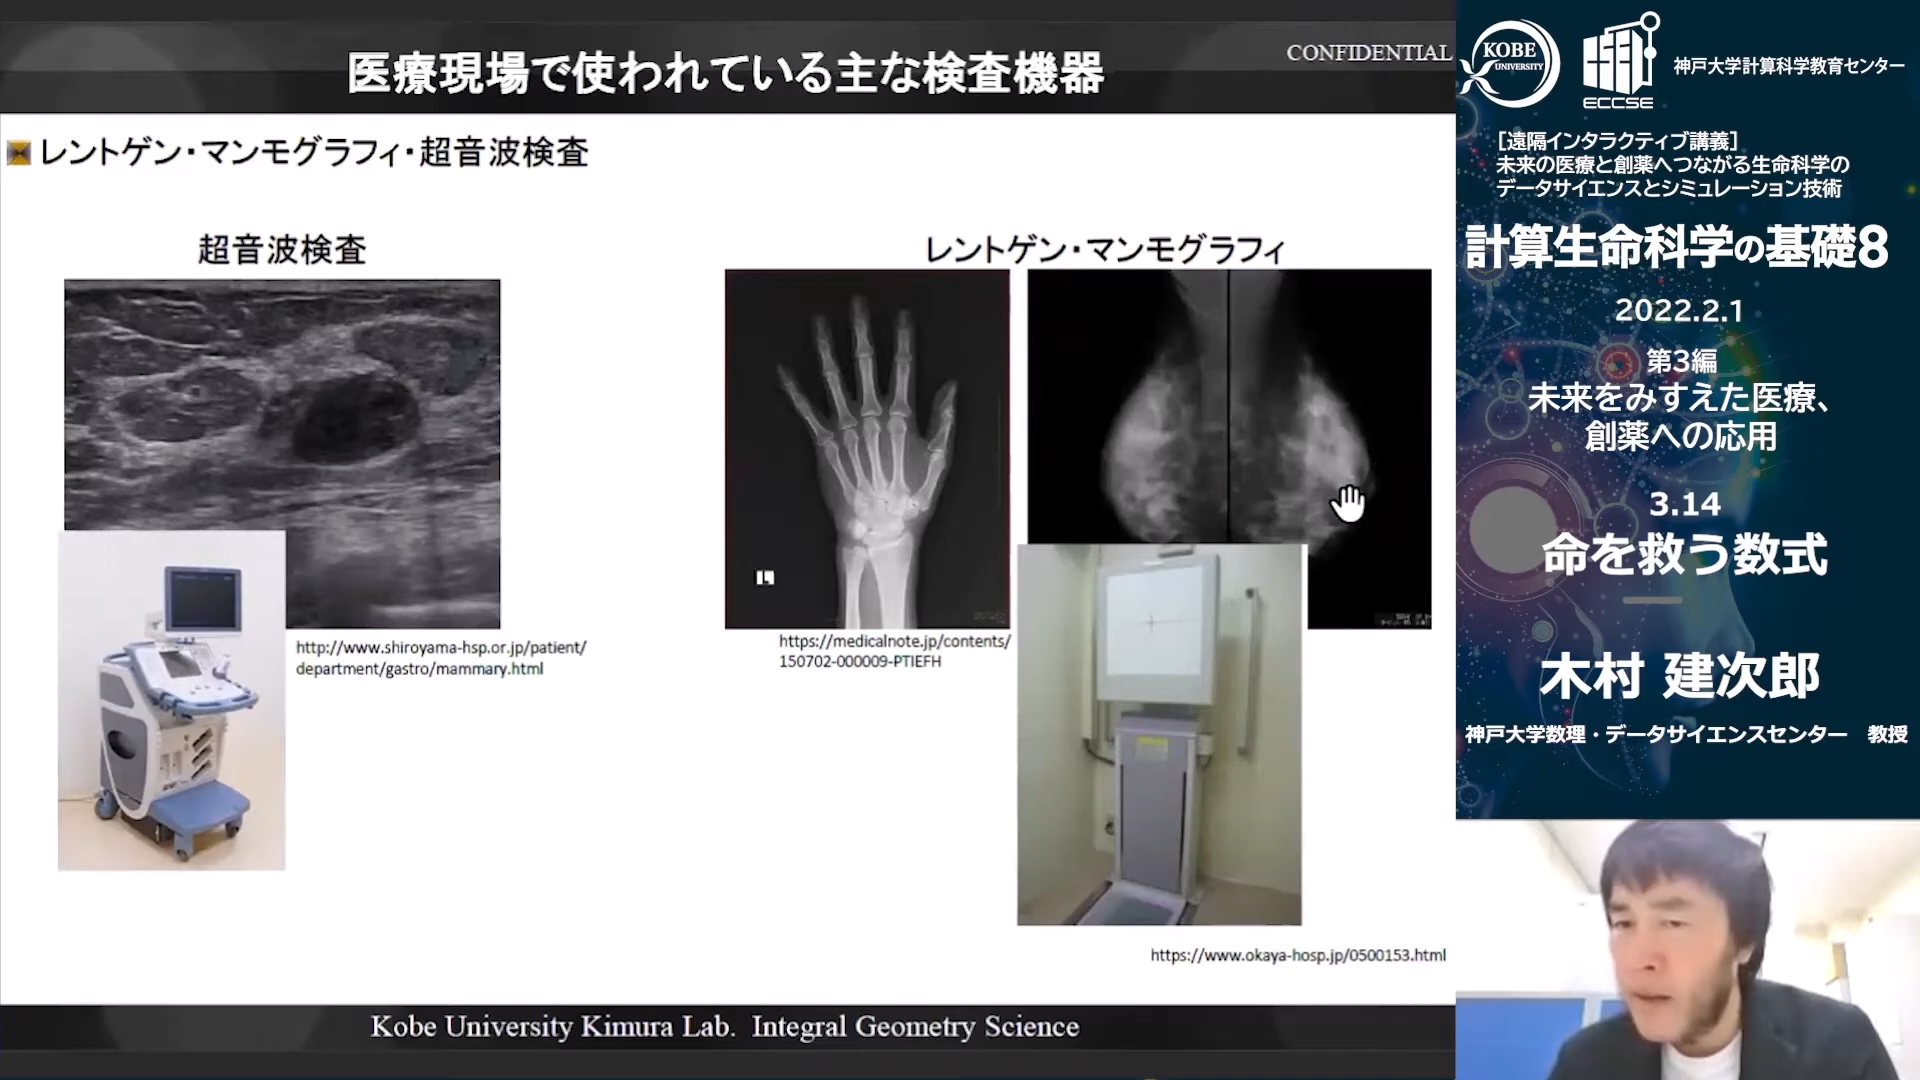 医療現場で使われている主な検査機器
CONFIDENTIAL
レントゲン・マンモグラフィ・超音波検査
超音波検査
レントゲン・マンモグラフィ
L
http://www.shiroyama-hsp.or.jp/patient/
department/gastro/mammary.html
https://medicalnote.jp/contents/
150702-000009-PTIEFH
https://www.okaya-hosp.jp/0500153.html
Kobe University Kimura Lab. Integral Geometry Science
KOBE
UNIVERSITY
ECCSE
神戸大学計算科学教育センター
［遠隔インタラクティブ講義］
未来の医療と創薬へつながる生命科学の
データサイエンスとシミュレーション技術
計算生命科学の基礎8
2022.2.1
第3編
未来をみすえた医療、
創薬への応用
3.14
命を救う数式
木村 建次郎
神戸大学数理・データサイエンスセンター 教授